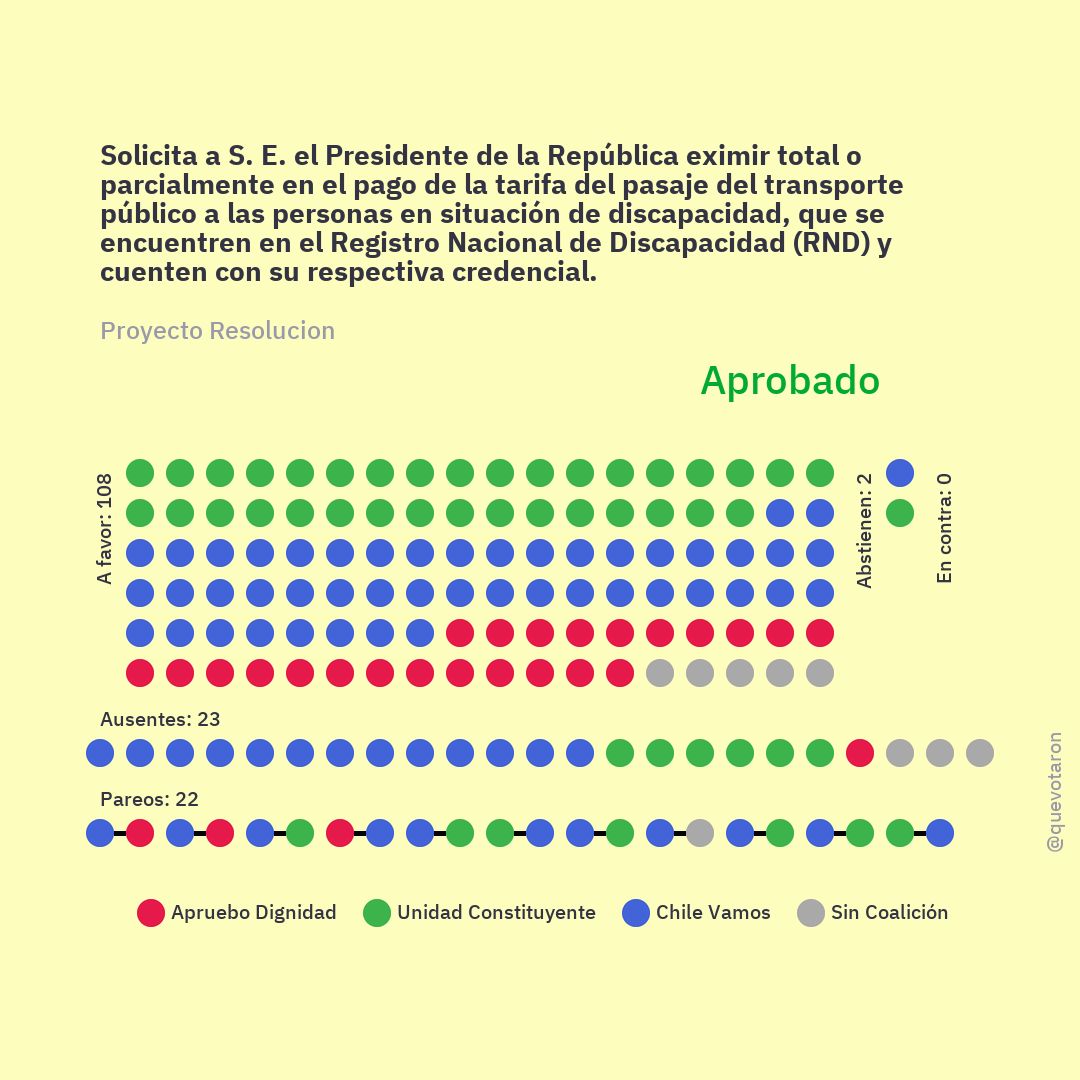 Solicita a S. E. el Presidente de la República eximir total o
parcialmente en el pago de la tarifa del pasaje del transporte
público a las personas en situación de discapacidad, que se
encuentren en el Registro Nacional de Discapacidad (RND) y
cuenten con su respectiva credencial.
Proyecto Resolucion
Aprobado
A favor: 108
Abstienen: 2
En contra: 0
Ausentes: 23
Pareos: 22
@quevotaron
Apruebo Dignidad
Unidad Constituyente
Chile Vamos
Sin Coalición